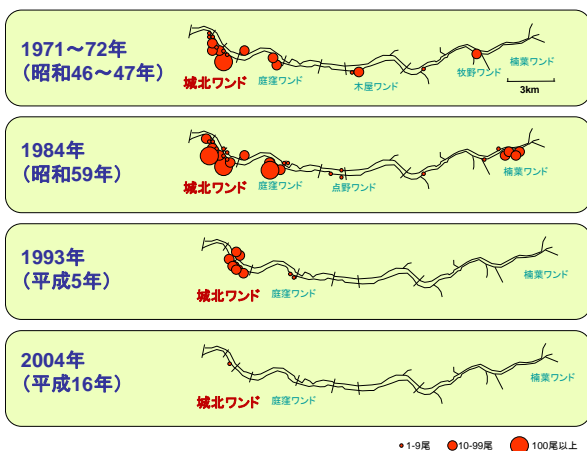 1971～72年
（昭和46～47年）
城北ワンド
庭窪ワンド
木屋ワンド
牧野ワンド
楠葉ワンド
3km
1984年
（昭和59年）
城北ワンド
庭窪ワンド
点野ワンド
楠葉ワンド
1993年
（平成5年）
城北ワンド
庭窪ワンド
楠葉ワンド
2004年
（平成16年）
城北ワンド
庭窪ワンド
楠葉ワンド
1-9尾 10-99尾 100尾以上